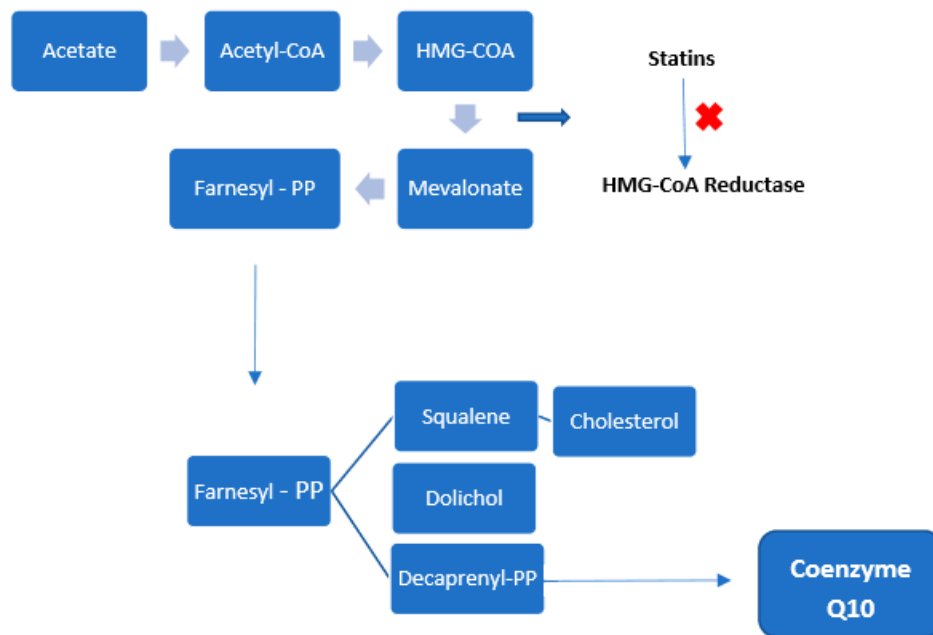 Acetate
Acetyl-CoA
HMG-COA
Statins
Farnesyl - PP
Mevalonate
HMG-CoA Reductase
Squalene
Cholesterol
Farnesyl - PP
Dolichol
Decaprenyl-PP
Coenzyme
Q10